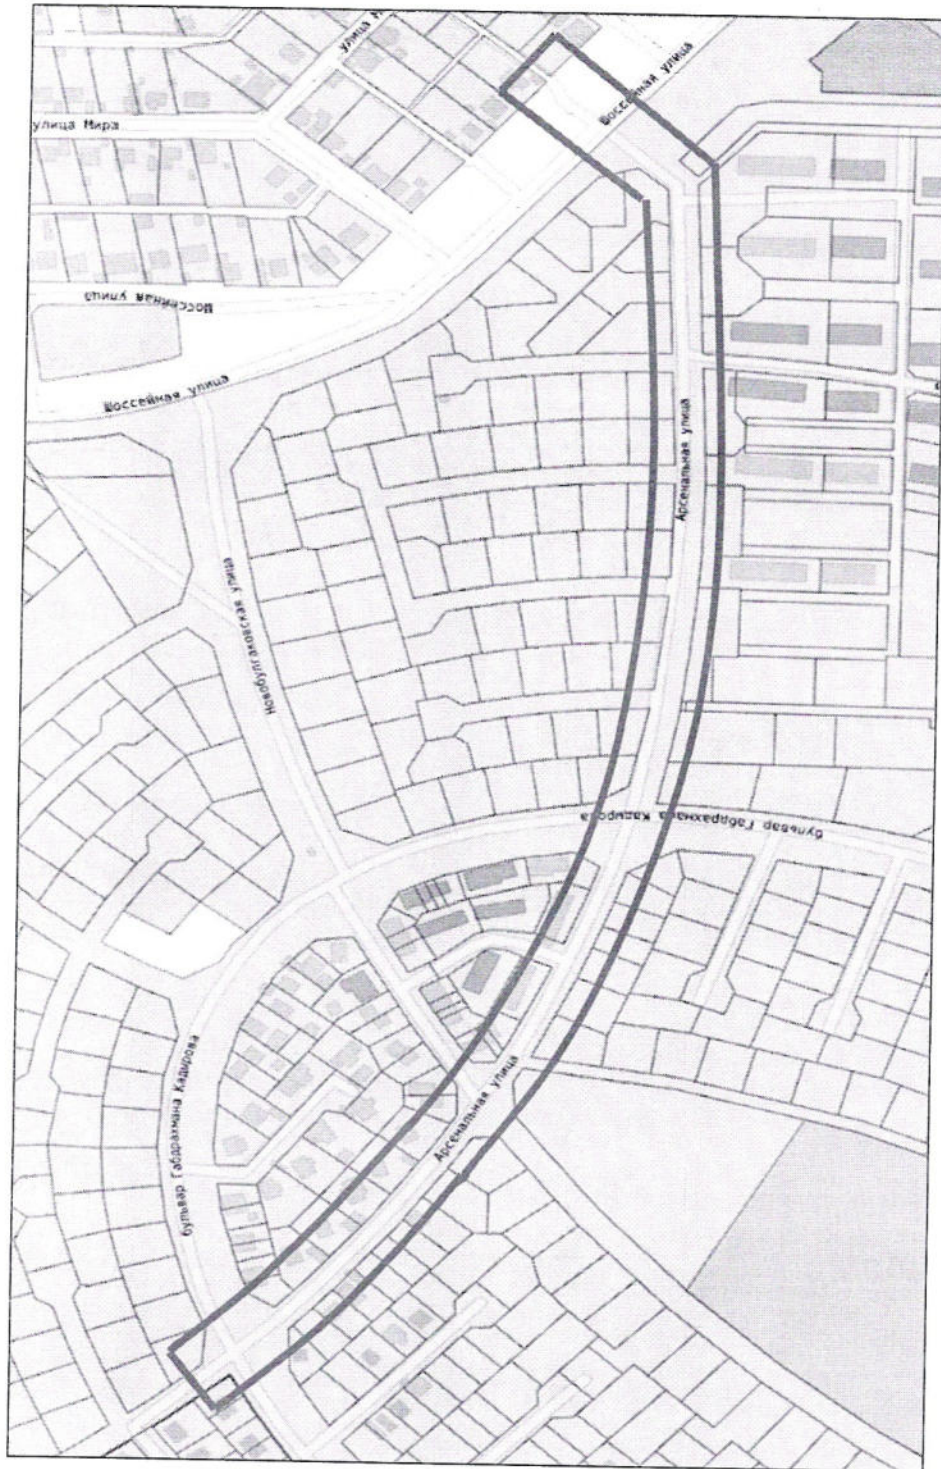 улица М
Шоссейная улица
улица Мира
Шоссейная улица
Шоссейная улица
Арсенальная улица
Новобулгаковская улица
бульвар Габдрахмана Кадырова
бульвар Габдрахмана Кадырова
Арсенальная улица